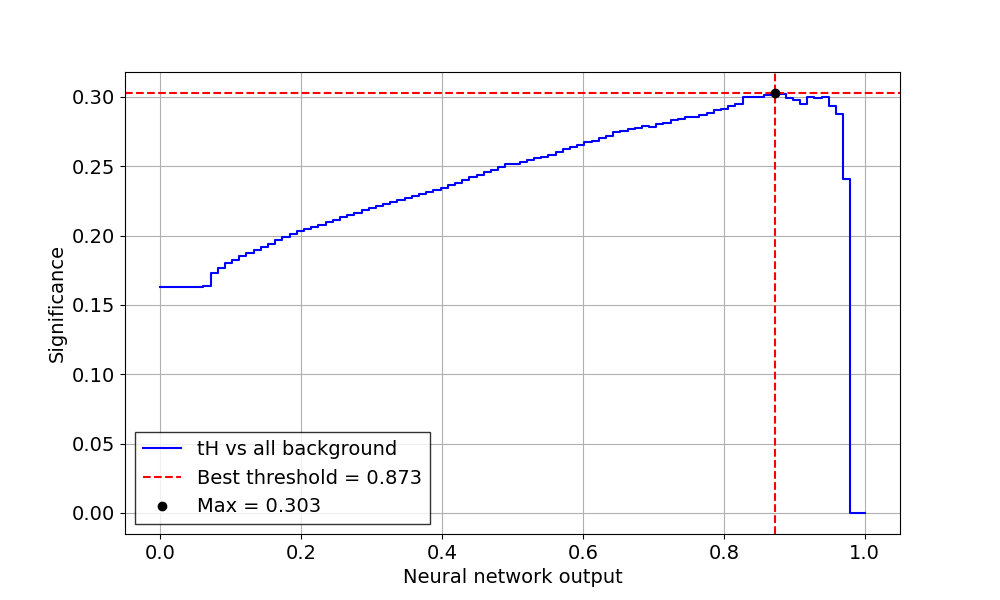 0.30
0.25
0.20
0.15
0.10
0.05
0.00
Significance
tH vs all background
Best threshold = 0.873
Max = 0.303
0.0 0.2 0.4 0.6 0.8 1.0
Neural network output